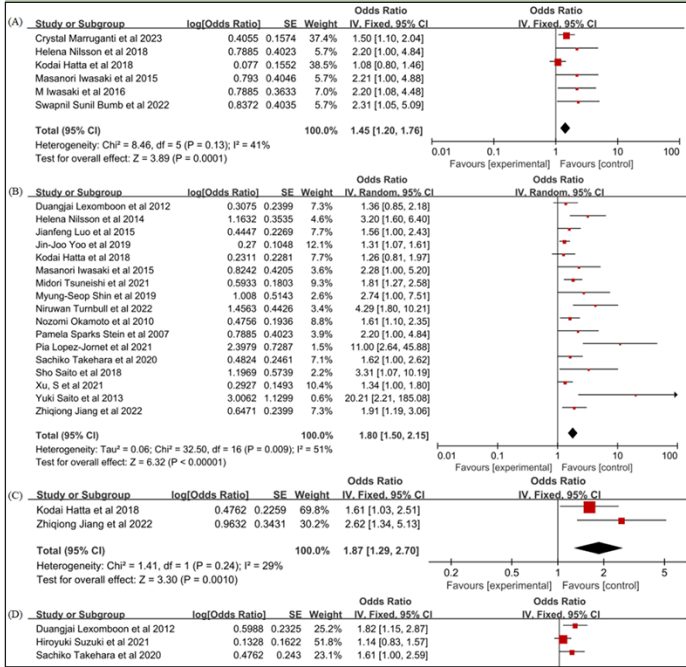 (A) Odds Ratio Odds Ratio
Study or Subgroup log[Odds Ratio] SE Weight IV, Fixed, 95% CI IV, Fixed, 95% CI
Crystal Marruganti et al 2023 0.4055 0.1574 37.4% 1.50 [1.10, 2.04]
Helena Nilsson et al 2018 0.7885 0.4023 5.7% 2.20 [1.00, 4.84]
Kodai Hatta et al 2018 0.077 0.1552 38.5% 1.08 [0.80, 1.46]
Masanori Iwasaki et al 2015 0.793 0.4046 5.7% 2.21 [1.00, 4.88]
M Iwasaki et al 2016 0.7885 0.3633 7.0% 2.20 [1.08, 4.48]
Swapnil Sunil Bumb et al 2022 0.8372 0.4035 5.7% 2.31 [1.05, 5.09]
Total (95% CI) 100.0% 1.45 [1.20, 1.76]
Heterogeneity: Chi² = 8.46, df = 5 (P = 0.13); I² = 41%
Test for overall effect: Z = 3.89 (P = 0.0001)
0.01 0.1 1 10 100
Favours [experimental] Favours [control]
(B) Odds Ratio Odds Ratio
Study or Subgroup log[Odds Ratio] SE Weight IV, Random, 95% CI IV, Random, 95% CI
Duangjai Lexomboon et al 2012 0.3075 0.2399 7.3% 1.36 [0.85, 2.18]
Helena Nilsson et al 2014 1.1632 0.3535 4.6% 3.20 [1.60, 6.40]
Jianfeng Luo et al 2015 0.4447 0.2269 7.7% 1.56 [1.00, 2.43]
Jin-Joo Yoo et al 2019 0.27 0.1048 12.1% 1.31 [1.07, 1.61]
Kodai Hatta et al 2018 0.2311 0.2281 7.7% 1.26 [0.81, 1.97]
Masanori Iwasaki et al 2015 0.8242 0.4205 3.6% 2.28 [1.00, 5.20]
Midori Tsuneishi et al 2021 0.5933 0.1803 9.3% 1.81 [1.27, 2.58]
Myung-Seop Shin et al 2019 1.008 0.5143 2.6% 2.74 [1.00, 7.51]
Niruwan Turnbull et al 2022 1.4563 0.4426 3.3% 4.29 [1.80, 10.21]
Nozomi Okamoto et al 2010 0.4756 0.1936 8.8% 1.61 [1.10, 2.35]
Pamela Sparks Stein et al 2007 0.7885 0.4023 3.8% 2.20 [1.00, 4.84]
Pia Lopez-Jornet et al 2021 2.3979 0.7287 1.4% 11.00 [2.64, 45.88]
Sachiko Takehara et al 2020 0.4824 0.2461 7.1% 1.62 [1.00, 2.62]
Sho Saito et al 2018 1.1969 0.5739 2.2% 3.31 [1.07, 10.19]
Xu, S et al 2021 0.2927 0.1493 10.4% 1.34 [1.00, 1.80]
Yuki Saito et al 2013 3.0062 1.1299 0.6% 20.21 [2.21, 185.08]
Zhiqiong Jiang et al 2022 0.6471 0.2399 7.3% 1.91 [1.19, 3.06]
Total (95% CI) 100.0% 1.80 [1.50, 2.15]
Heterogeneity: Tau² = 0.06; Chi² = 32.50, df = 16 (P = 0.009); I² = 51%
Test for overall effect: Z = 6.32 (P < 0.00001)
0.01 0.1 1 10 100
Favours [experimental] Favours [control]
(C) Odds Ratio Odds Ratio
Study or Subgroup log[Odds Ratio] SE Weight IV, Fixed, 95% CI IV, Fixed, 95% CI
Kodai Hatta et al 2018 0.4762 0.2259 69.8% 1.61 [1.03, 2.51]
Zhiqiong Jiang et al 2022 0.9632 0.3431 30.2% 2.62 [1.34, 5.13]
Total (95% CI) 100.0% 1.87 [1.29, 2.70]
Heterogeneity: Chi² = 1.41, df = 1 (P = 0.24); I² = 29%
Test for overall effect: Z = 3.30 (P = 0.0010)
0.2 0.5 1 2 5
Favours [experimental] Favours [control]
(D) Odds Ratio Odds Ratio
Study or Subgroup log[Odds Ratio] SE Weight IV, Fixed, 95% CI IV, Fixed, 95% CI
Duangjai Lexomboon et al 2012 0.5988 0.2325 25.2% 1.82 [1.15, 2.87]
Hiroyuki Suzuki et al 2021 0.1328 0.1622 51.8% 1.14 [0.83, 1.57]
Sachiko Takehara et al 2020 0.4762 0.243 23.1% 1.61 [1.00, 2.59]